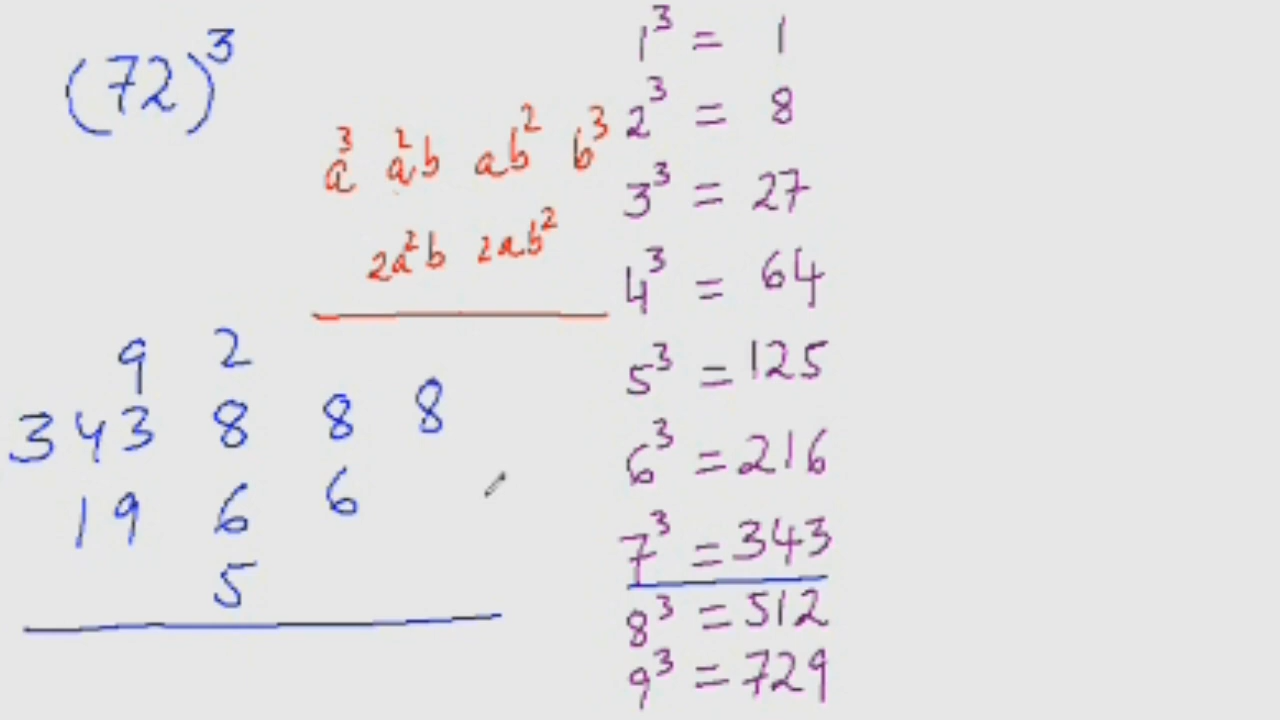 (72)³
a³ a²b ab² b³
2a²b 2ab²
9 2
343 8 8 8
19 6 6
5
1³ = 1
2³ = 8
3³ = 27
4³ = 64
5³ = 125
6³ = 216
7³ = 343
8³ = 512
9³ = 729